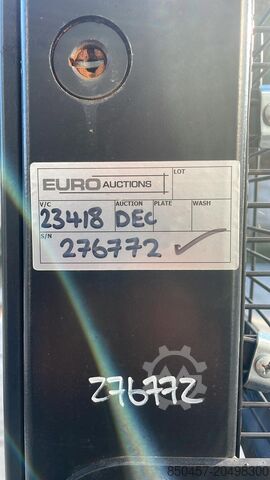 EURO AUCTIONS LOT
V/C AUCTION PLATE WASH
23418 DEC
S/N
276772 ✓
276772
850457-20498300